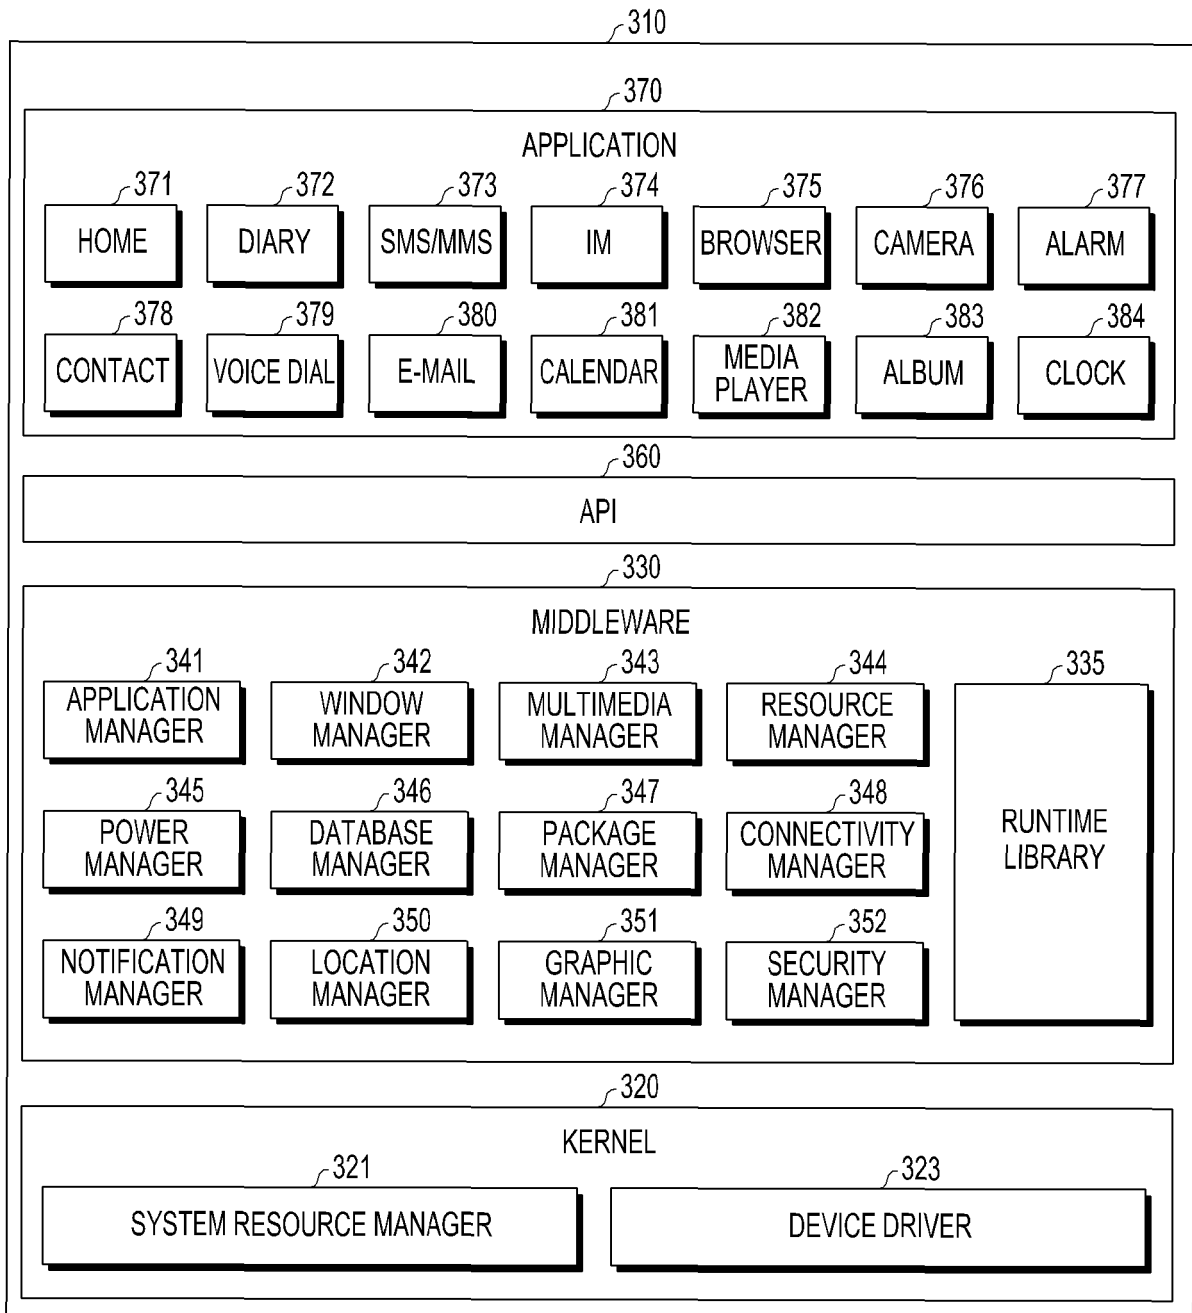 310
370
APPLICATION
371 372 373 374 375 376 377
HOME DIARY SMS/MMS IM BROWSER CAMERA ALARM
378 379 380 381 382 383 384
CONTACT VOICE DIAL E-MAIL CALENDAR MEDIA PLAYER ALBUM CLOCK
360
API
330
MIDDLEWARE
341 342 343 344 335
APPLICATION MANAGER WINDOW MANAGER MULTIMEDIA MANAGER RESOURCE MANAGER
345 346 347 348
POWER MANAGER DATABASE MANAGER PACKAGE MANAGER CONNECTIVITY MANAGER RUNTIME LIBRARY
349 350 351 352
NOTIFICATION MANAGER LOCATION MANAGER GRAPHIC MANAGER SECURITY MANAGER
320
KERNEL
321 323
SYSTEM RESOURCE MANAGER DEVICE DRIVER